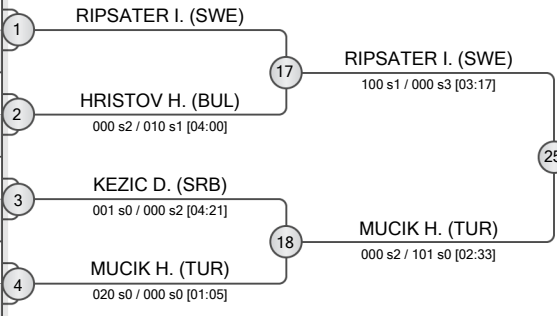 RIPSATER I. (SWE)
1
17
RIPSATER I. (SWE)
100 s1 / 000 s3 [03:17]
HRISTOV H. (BUL)
2
000 s2 / 010 s1 [04:00]
25
KEZIC D. (SRB)
3
001 s0 / 000 s2 [04:21]
18
MUCIK H. (TUR)
000 s2 / 101 s0 [02:33]
MUCIK H. (TUR)
4
020 s0 / 000 s0 [01:05]